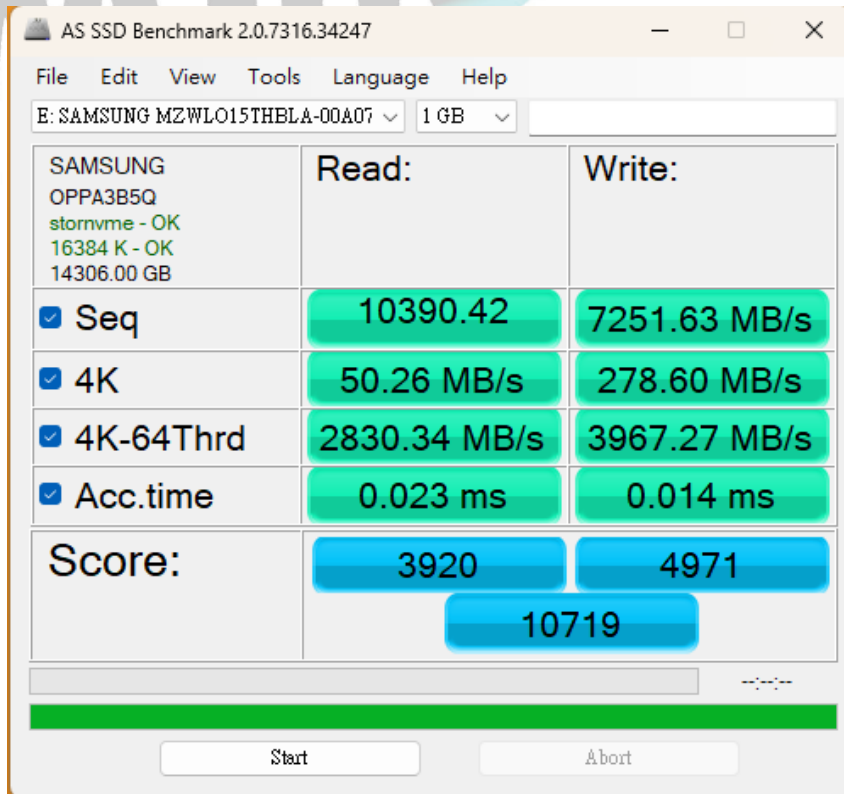 AS SSD Benchmark 2.0.7316.34247
File Edit View Tools Language Help
E: SAMSUNG MZWLO15THBLA-00A07 1 GB
SAMSUNG
OPPA3B5Q
stornvme - OK
16384 K - OK
14306.00 GB
Read: Write:
Seq 10390.42 7251.63 MB/s
4K 50.26 MB/s 278.60 MB/s
4K-64Thrd 2830.34 MB/s 3967.27 MB/s
Acc.time 0.023 ms 0.014 ms
Score: 3920 4971
10719
--:--:--
Start Abort